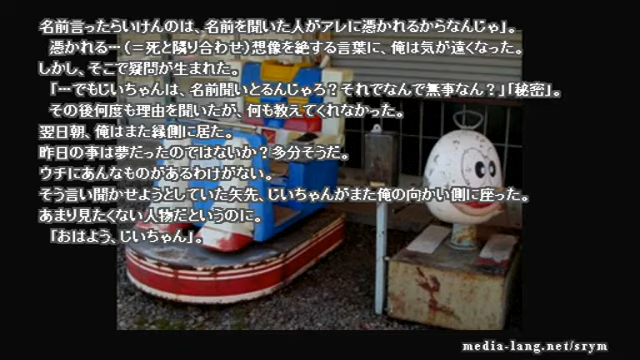 名前言ったらいけんのは、名前を聞いた人がアレに憑かれるからなんじゃ」。
憑かれる…(=死と隣り合わせ)想像を絶する言葉に、俺は気が遠くなった。
しかし、そこで疑問が生まれた。
「…でもじいちゃんは、名前聞いとるんじゃろ?それでなんで無事なん?」「秘密」。
その後何度も理由を聞いたが、何も教えてくれなかった。
翌日朝、俺はまた縁側に居た。
昨日の事は夢だったのではないか?多分そうだ。
ウチにあんなものがあるわけがない。
そう言い聞かせようとしていた矢先、じいちゃんがまた俺の向かい側に座った。
あまり見たくない人物だというのに。
「おはよう、じいちゃん」。
media-lang.net/srym